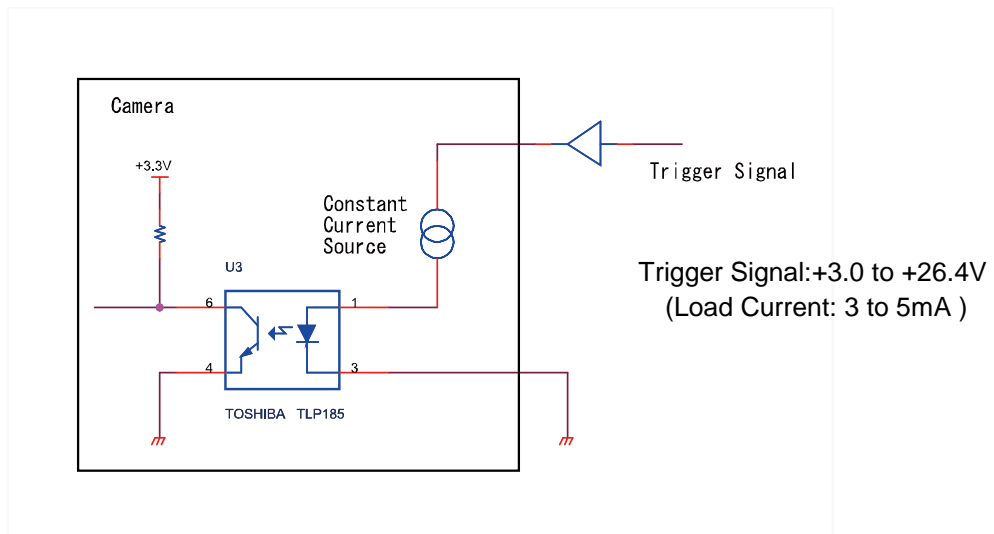 Camera
+3.3V
Trigger Signal
Constant
Current
Source
U3
6
1
4
3
TOSHIBA TLP185
Trigger Signal:+3.0 to +26.4V
(Load Current: 3 to 5mA )